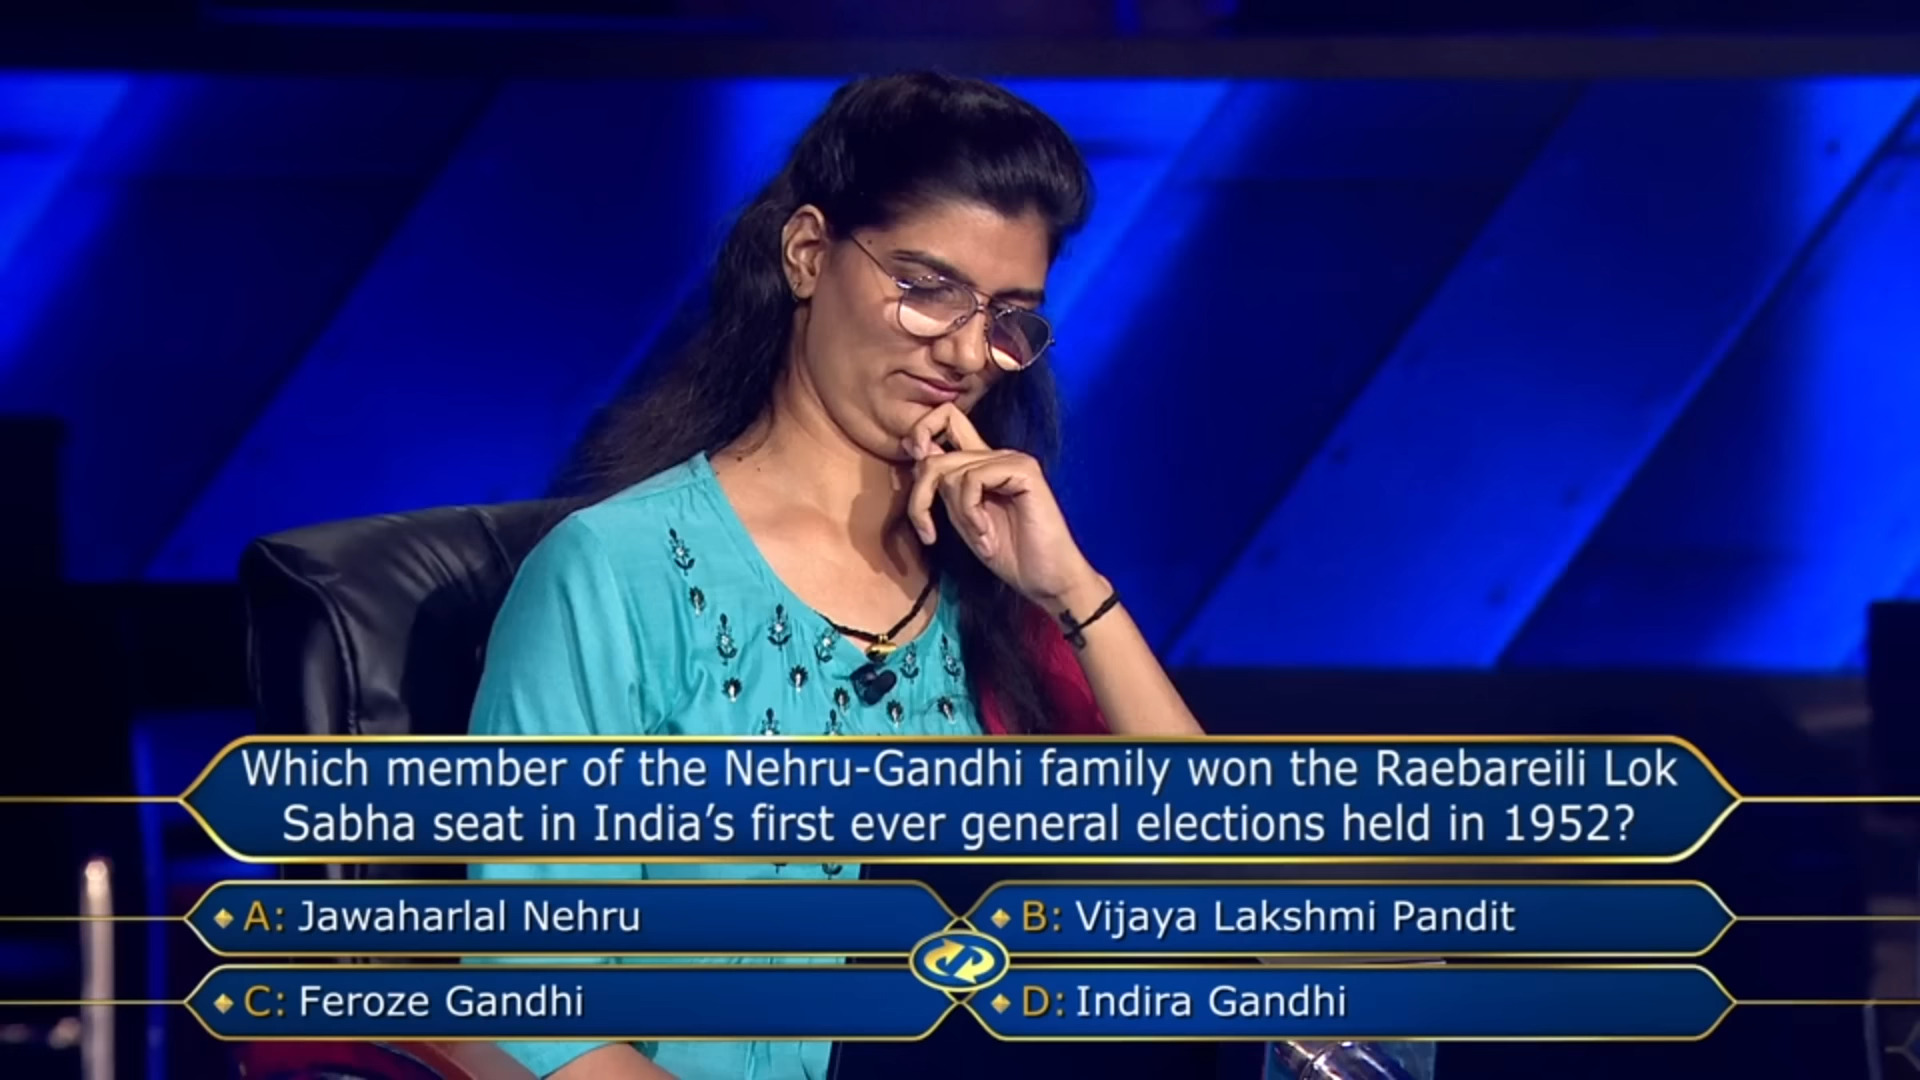 Which member of the Nehru-Gandhi family won the Raebareili Lok
Sabha seat in India’s first ever general elections held in 1952?
A: Jawaharlal Nehru
B: Vijaya Lakshmi Pandit
C: Feroze Gandhi
D: Indira Gandhi